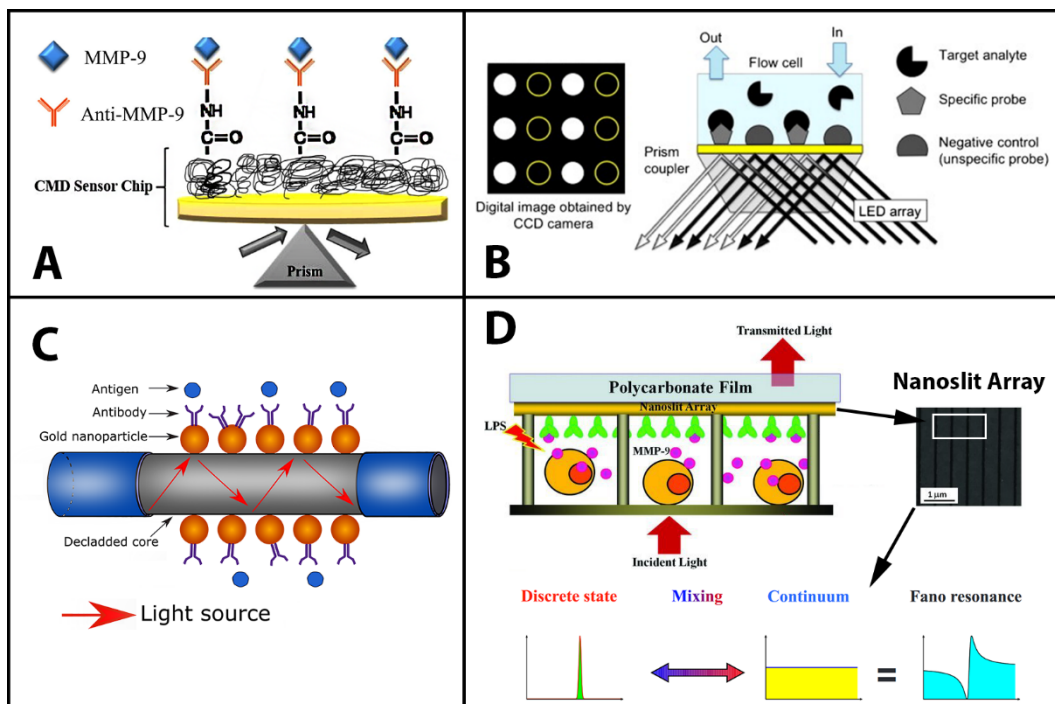 MMP-9
Anti-MMP-9
NH
C=O
NH
C=O
NH
C=O
CMD Sensor Chip
Prism
A
Out
In
Flow cell
Target analyte
Specific probe
Negative control
(unspecific probe)
Prism
coupler
LED array
Digital image obtained by
CCD camera
B
C
Antigen
Antibody
Gold nanoparticle
Decladded core
Light source
D
Transmitted Light
Polycarbonate Film
Nanoslit Array
LPS
MMP-9
Incident Light
Nanoslit Array
1 μm
Discrete state
Mixing
Continuum
Fano resonance
=